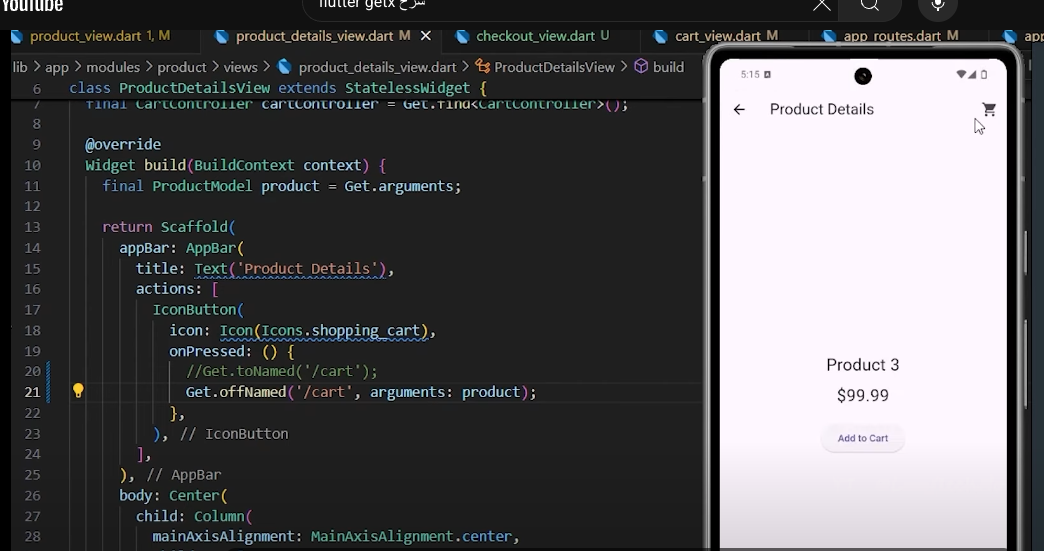 YouTube
flutter getx شرح
product_view.dart 1, M
product_details_view.dart M
checkout_view.dart U
cart_view.dart M
app_routes.dart M
app
lib > app > modules > product > views > product_details_view.dart > ProductDetailsView > build
6 class ProductDetailsView extends StatelessWidget {
7 final CartController cartController = Get.find<CartController>();
8
9 @override
10 Widget build(BuildContext context) {
11 final ProductModel product = Get.arguments;
12
13 return Scaffold(
14 appBar: AppBar(
15 title: Text('Product Details'),
16 actions: [
17 IconButton(
18 icon: Icon(Icons.shopping_cart),
19 onPressed: () {
20 //Get.toNamed('/cart');
21 Get.offNamed('/cart', arguments: product);
22 },
23 ), // IconButton
24 ],
25 ), // AppBar
26 body: Center(
27 child: Column(
28 mainAxisAlignment: MainAxisAlignment.center,
5:15
Product Details
Product 3
$99.99
Add to Cart